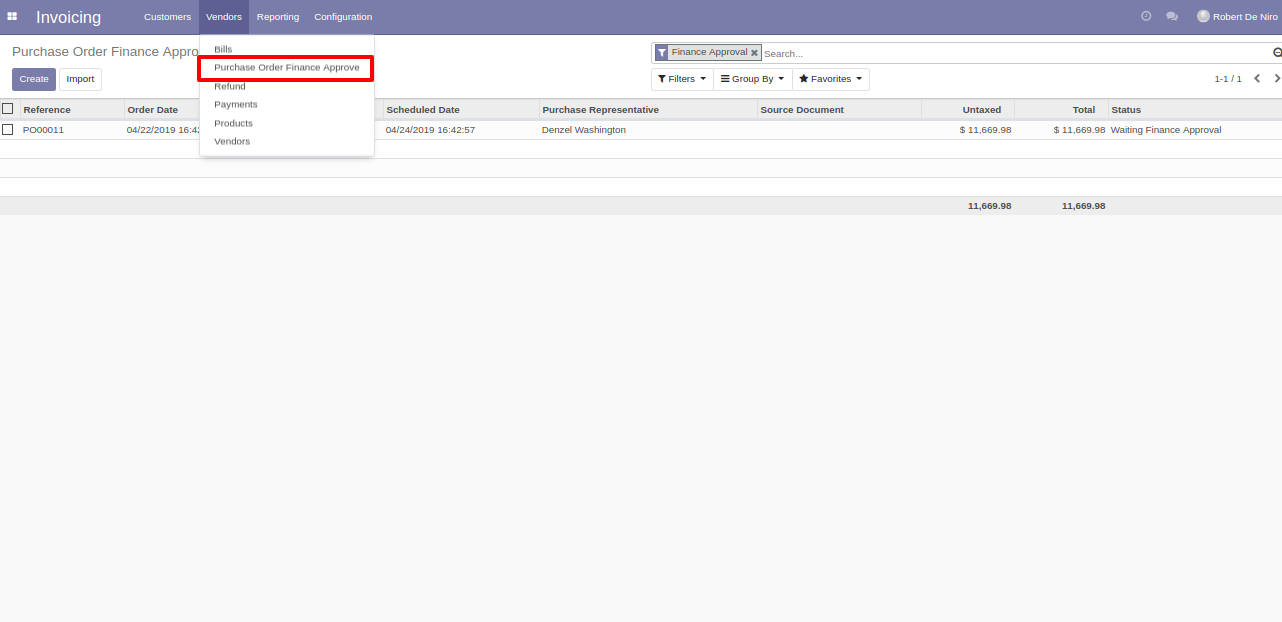 Invoicing Customers Vendors Reporting Configuration Robert De Niro
Purchase Order Finance Appro
Finance Approval Search...
Create Import
Filters Group By Favorites
1-1 / 1
Bills
Purchase Order Finance Approve
Refund
Payments
Products
Vendors
Reference Order Date Scheduled Date Purchase Representative Source Document Untaxed Total Status
PO00011 04/22/2019 16:42 04/24/2019 16:42:57 Denzel Washington $ 11,669.98 $ 11,669.98 Waiting Finance Approval
11,669.98 11,669.98